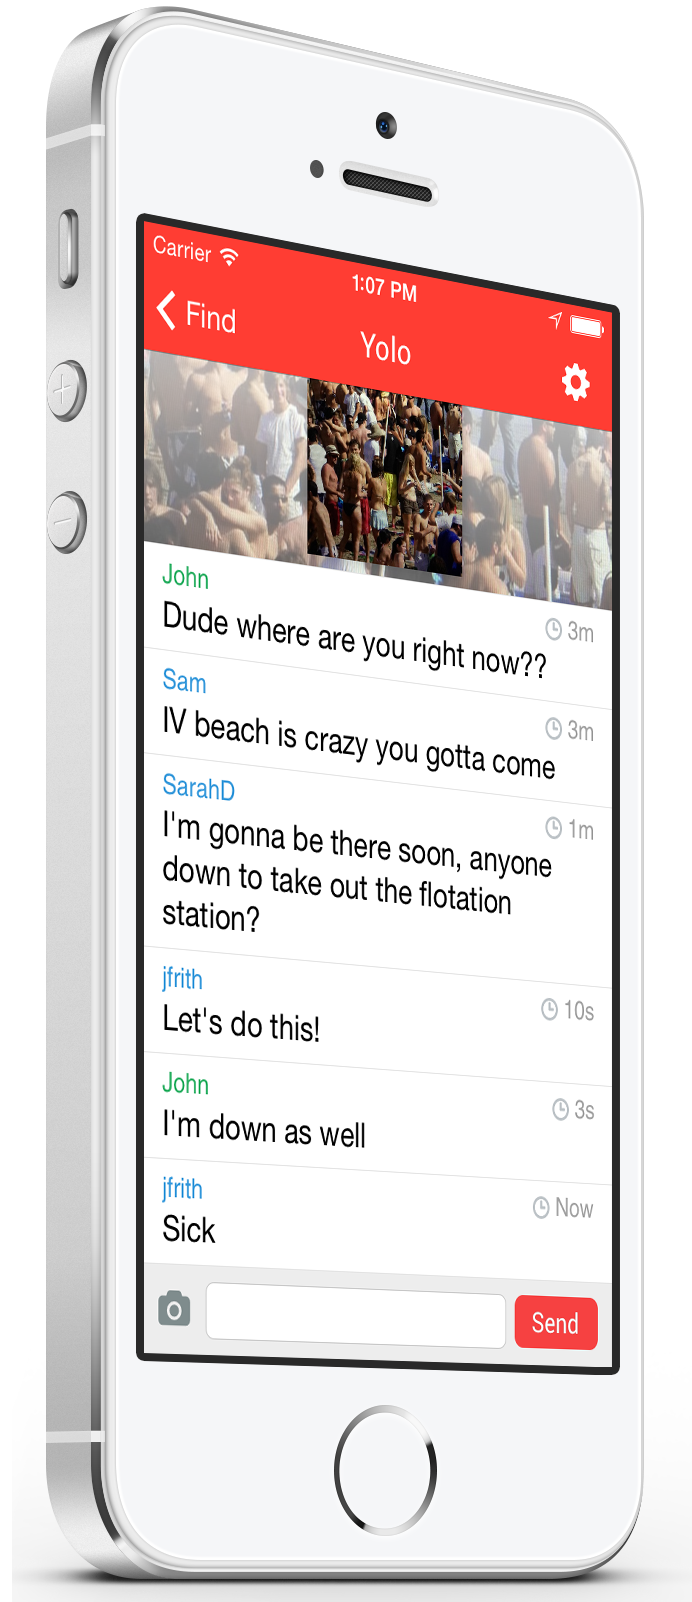 Carrier
1:07 PM
Find
Yolo
John
3m
Dude where are you right now??
Sam
3m
IV beach is crazy you gotta come
SarahD
1m
I'm gonna be there soon, anyone
down to take out the flotation
station?
jfrith
10s
Let's do this!
John
3s
I'm down as well
jfrith
Now
Sick
Send